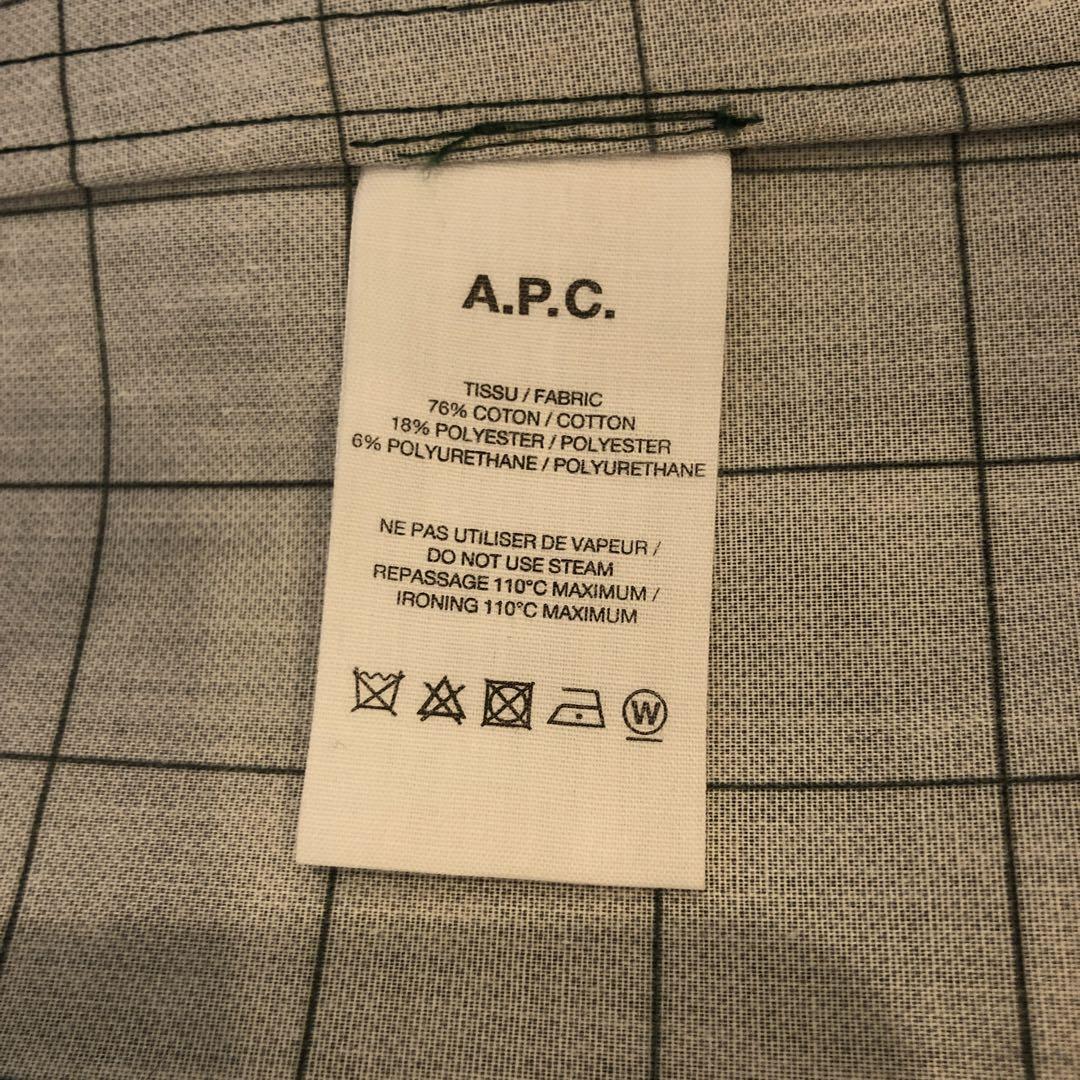 A.P.C.
TISSU / FABRIC
76% COTON / COTTON
18% POLYESTER / POLYESTER
6% POLYURETHANE / POLYURETHANE
NE PAS UTILISER DE VAPEUR /
DO NOT USE STEAM
REPASSAGE 110°C MAXIMUM /
IRONING 110°C MAXIMUM
W